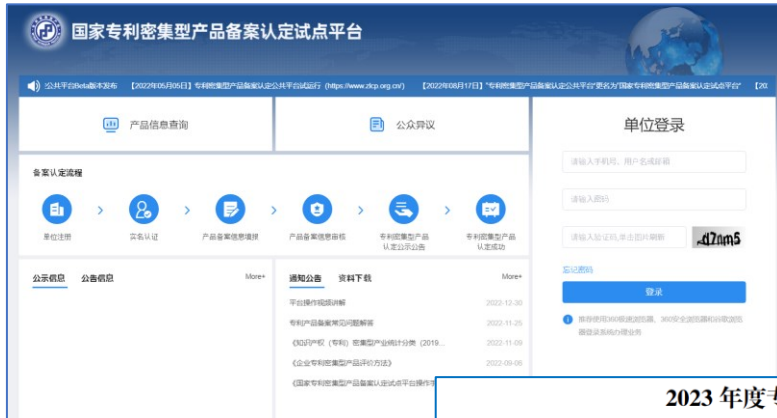 国家专利密集型产品备案认定试点平台
公共平台Beta版本发布 【2022年05月05日】专利密集型产品备案认定公共平台试运行 (https://www.zlcp.org.cn/) 【2022年08月17日】"专利密集型产品备案认定公共平台"更名为"国家专利密集型产品备案认定试点平台" 【20
产品信息查询
公众异议
单位登录
请输入手机号、用户名或邮箱
请输入密码
请输入验证码,单击图片刷新
d7nm5
忘记密码
登录
推荐使用360极速浏览器、360安全浏览器和谷歌浏览器登录系统办理业务
备案认定流程
单位注册
实名认证
产品备案信息填报
产品备案信息审核
专利密集型产品
认定公示公告
专利密集型产品
认定成功
公示信息 公告信息 More+
通知公告 资料下载 More+
平台操作视频讲解 2022-12-30
专利产品备案常见问题解答 2022-11-25
《知识产权（专利）密集型产业统计分类（2019... 2022-11-09
《企业专利密集型产品评价方法》 2022-09-08
《国家专利密集型产品备案认定试点平台操作手
2023 年度专